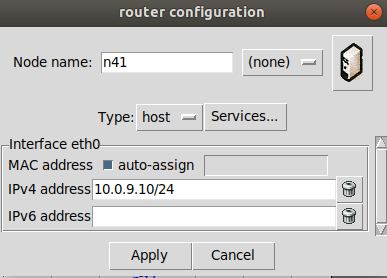 router configuration
Node name: n41 (none)
Type: host Services...
Interface eth0
MAC address auto-assign
IPv4 address 10.0.9.10/24
IPv6 address
Apply Cancel